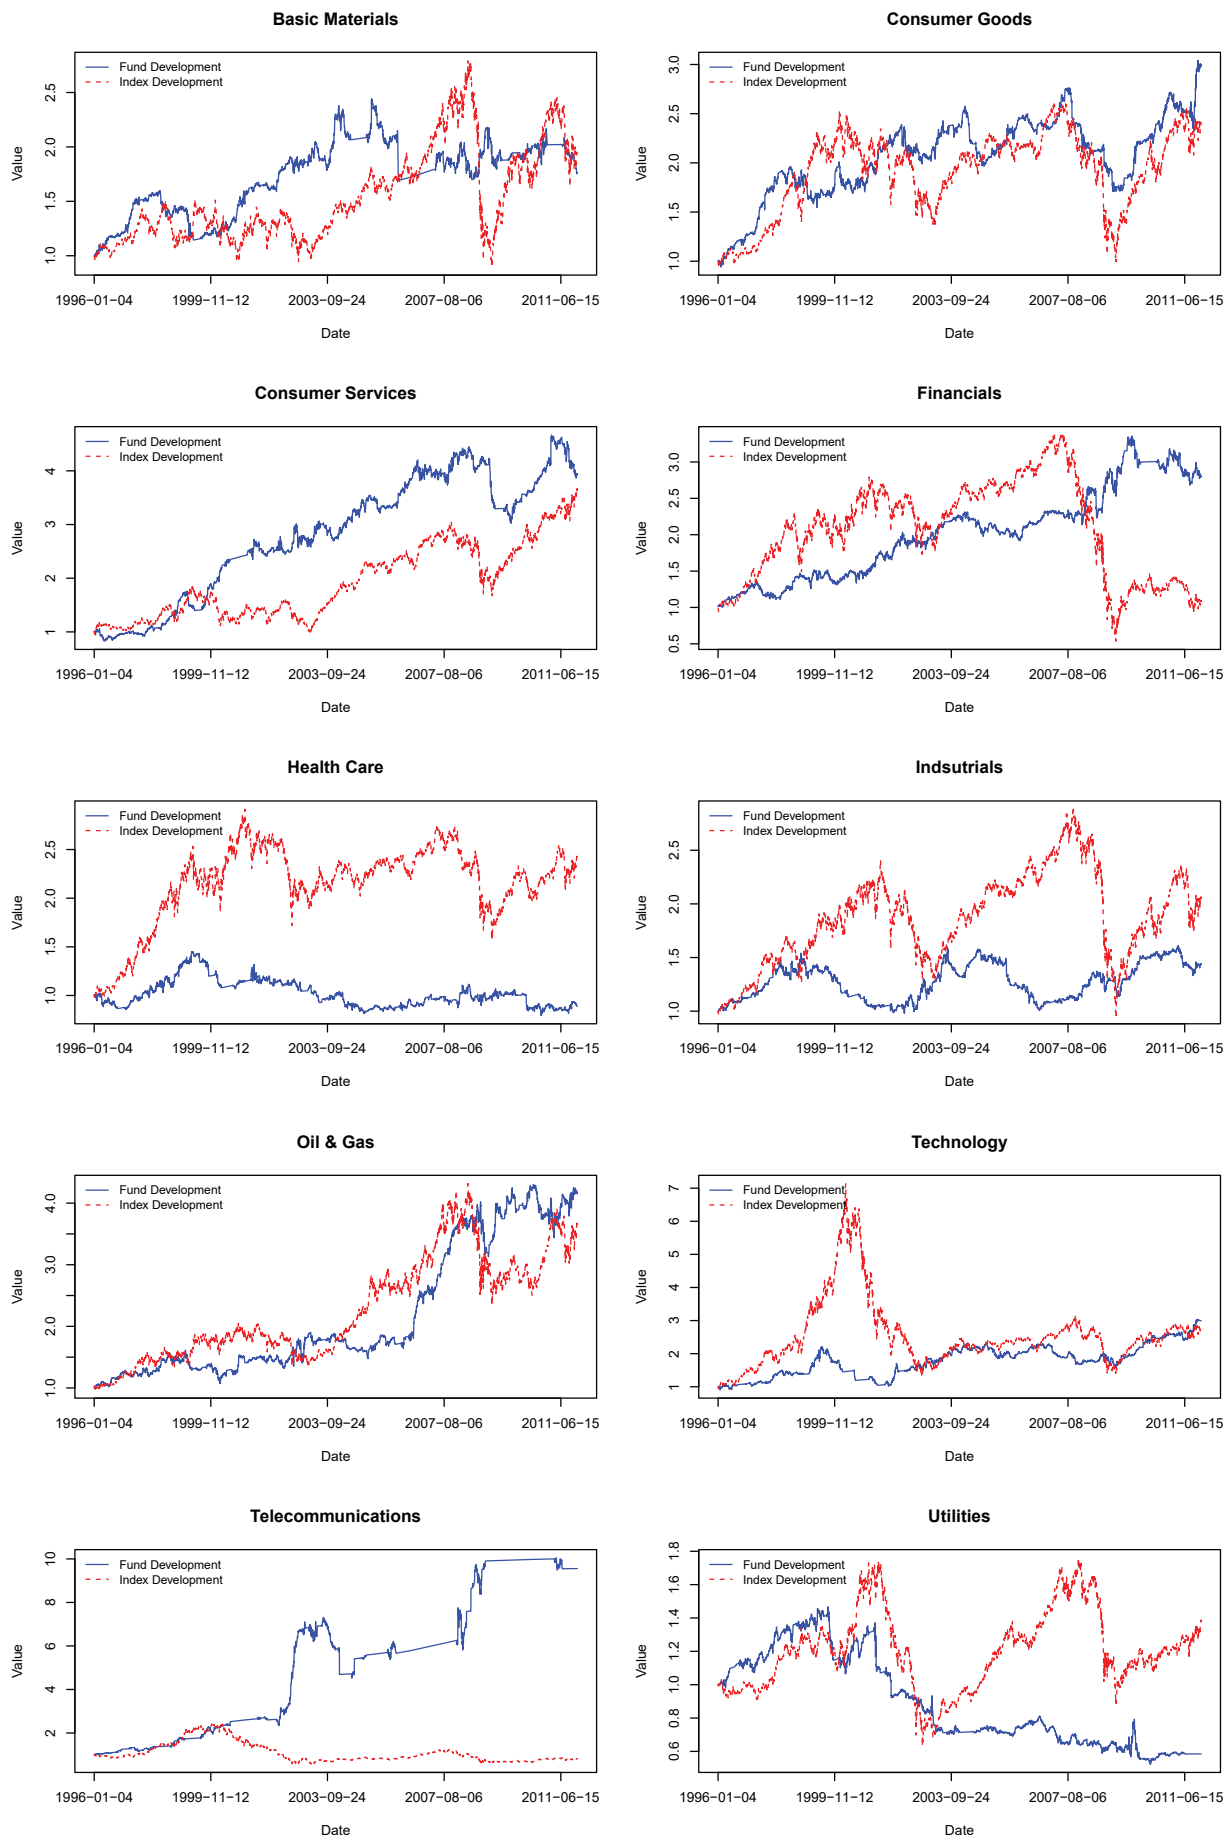 Basic Materials
Fund Development
Index Development
Value
1.0
1.5
2.0
2.5
1996−01−04 1999−11−12 2003−09−24 2007−08−06 2011−06−15
Date
Consumer Goods
Fund Development
Index Development
Value
1.0
1.5
2.0
2.5
3.0
1996−01−04 1999−11−12 2003−09−24 2007−08−06 2011−06−15
Date
Consumer Services
Fund Development
Index Development
Value
1
2
3
4
1996−01−04 1999−11−12 2003−09−24 2007−08−06 2011−06−15
Date
Financials
Fund Development
Index Development
Value
0.5
1.0
1.5
2.0
2.5
3.0
1996−01−04 1999−11−12 2003−09−24 2007−08−06 2011−06−15
Date
Health Care
Fund Development
Index Development
Value
1.0
1.5
2.0
2.5
1996−01−04 1999−11−12 2003−09−24 2007−08−06 2011−06−15
Date
Indsutrials
Fund Development
Index Development
Value
1.0
1.5
2.0
2.5
1996−01−04 1999−11−12 2003−09−24 2007−08−06 2011−06−15
Date
Oil & Gas
Fund Development
Index Development
Value
1.0
2.0
3.0
4.0
1996−01−04 1999−11−12 2003−09−24 2007−08−06 2011−06−15
Date
Technology
Fund Development
Index Development
Value
1
2
3
4
5
6
7
1996−01−04 1999−11−12 2003−09−24 2007−08−06 2011−06−15
Date
Telecommunications
Fund Development
Index Development
Value
2
4
6
8
10
1996−01−04 1999−11−12 2003−09−24 2007−08−06 2011−06−15
Date
Utilities
Fund Development
Index Development
Value
0.6
0.8
1.0
1.2
1.4
1.6
1.8
1996−01−04 1999−11−12 2003−09−24 2007−08−06 2011−06−15
Date